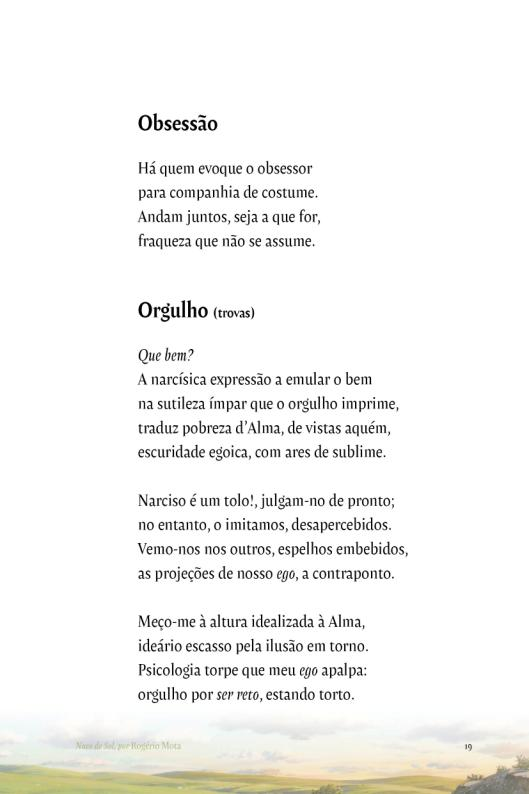 Obsessão
Há quem evoque o obsessor
para companhia de costume.
Andam juntos, seja a que for,
fraqueza que não se assume.
Orgulho (trovas)
Que bem?
A narcísica expressão a emular o bem
na sutileza ímpar que o orgulho imprime,
traduz pobreza d’Alma, de vistas aquém,
escuridade egoica, com ares de sublime.
Narciso é um tolo!, julgam-no de pronto;
no entanto, o imitamos, desapercebidos.
Vemo-nos nos outros, espelhos embebidos,
as projeções de nosso ego, a contraponto.
Meço-me à altura idealizada à Alma,
ideário escasso pela ilusão em torno.
Psicologia torpe que meu ego apalpa:
orgulho por ser reto, estando torto.
de Sol, por Rogério Mota
19